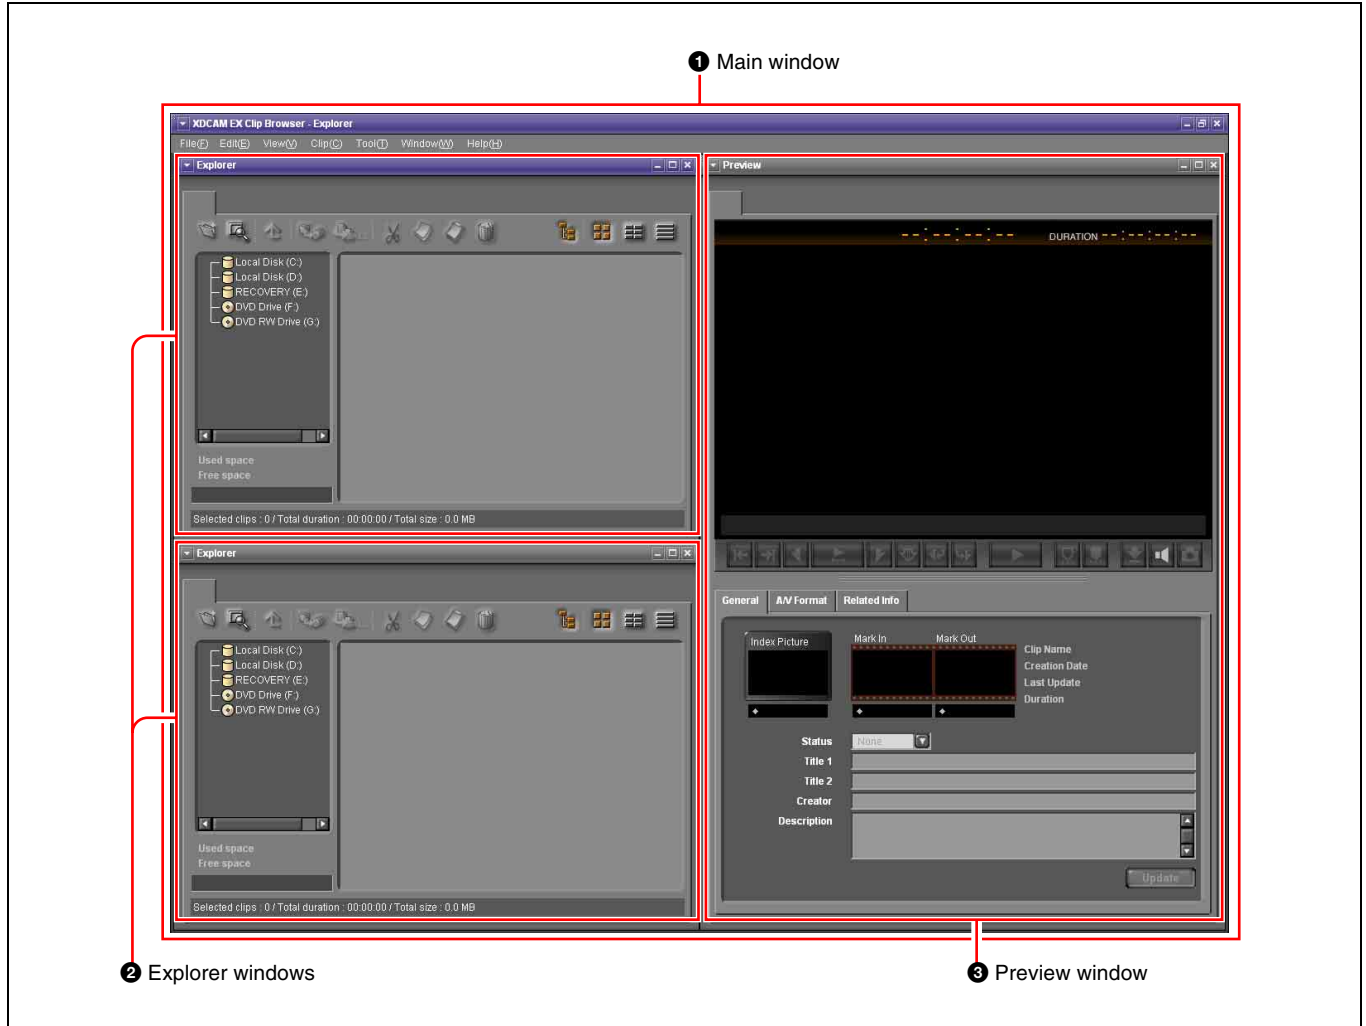 ❶ Main window
XDCAM EX Clip Browser - Explorer
File(F) Edit(E) View(V) Clip(C) Tool(T) Window(W) Help(H)
Explorer
Local Disk (C:)
Local Disk (D:)
RECOVERY (E:)
DVD Drive (F:)
DVD RW Drive (G:)
Used space
Free space
Selected clips : 0 / Total duration : 00:00:00 / Total size : 0.0 MB
Explorer
Local Disk (C:)
Local Disk (D:)
RECOVERY (E:)
DVD Drive (F:)
DVD RW Drive (G:)
Used space
Free space
Selected clips : 0 / Total duration : 00:00:00 / Total size : 0.0 MB
Preview
--:--:--:-- DURATION --:--:--:--
General A/V Format Related Info
Index Picture Mark In Mark Out
Clip Name
Creation Date
Last Update
Duration
Status None
Title 1
Title 2
Creator
Description
Update
❷ Explorer windows
❸ Preview window